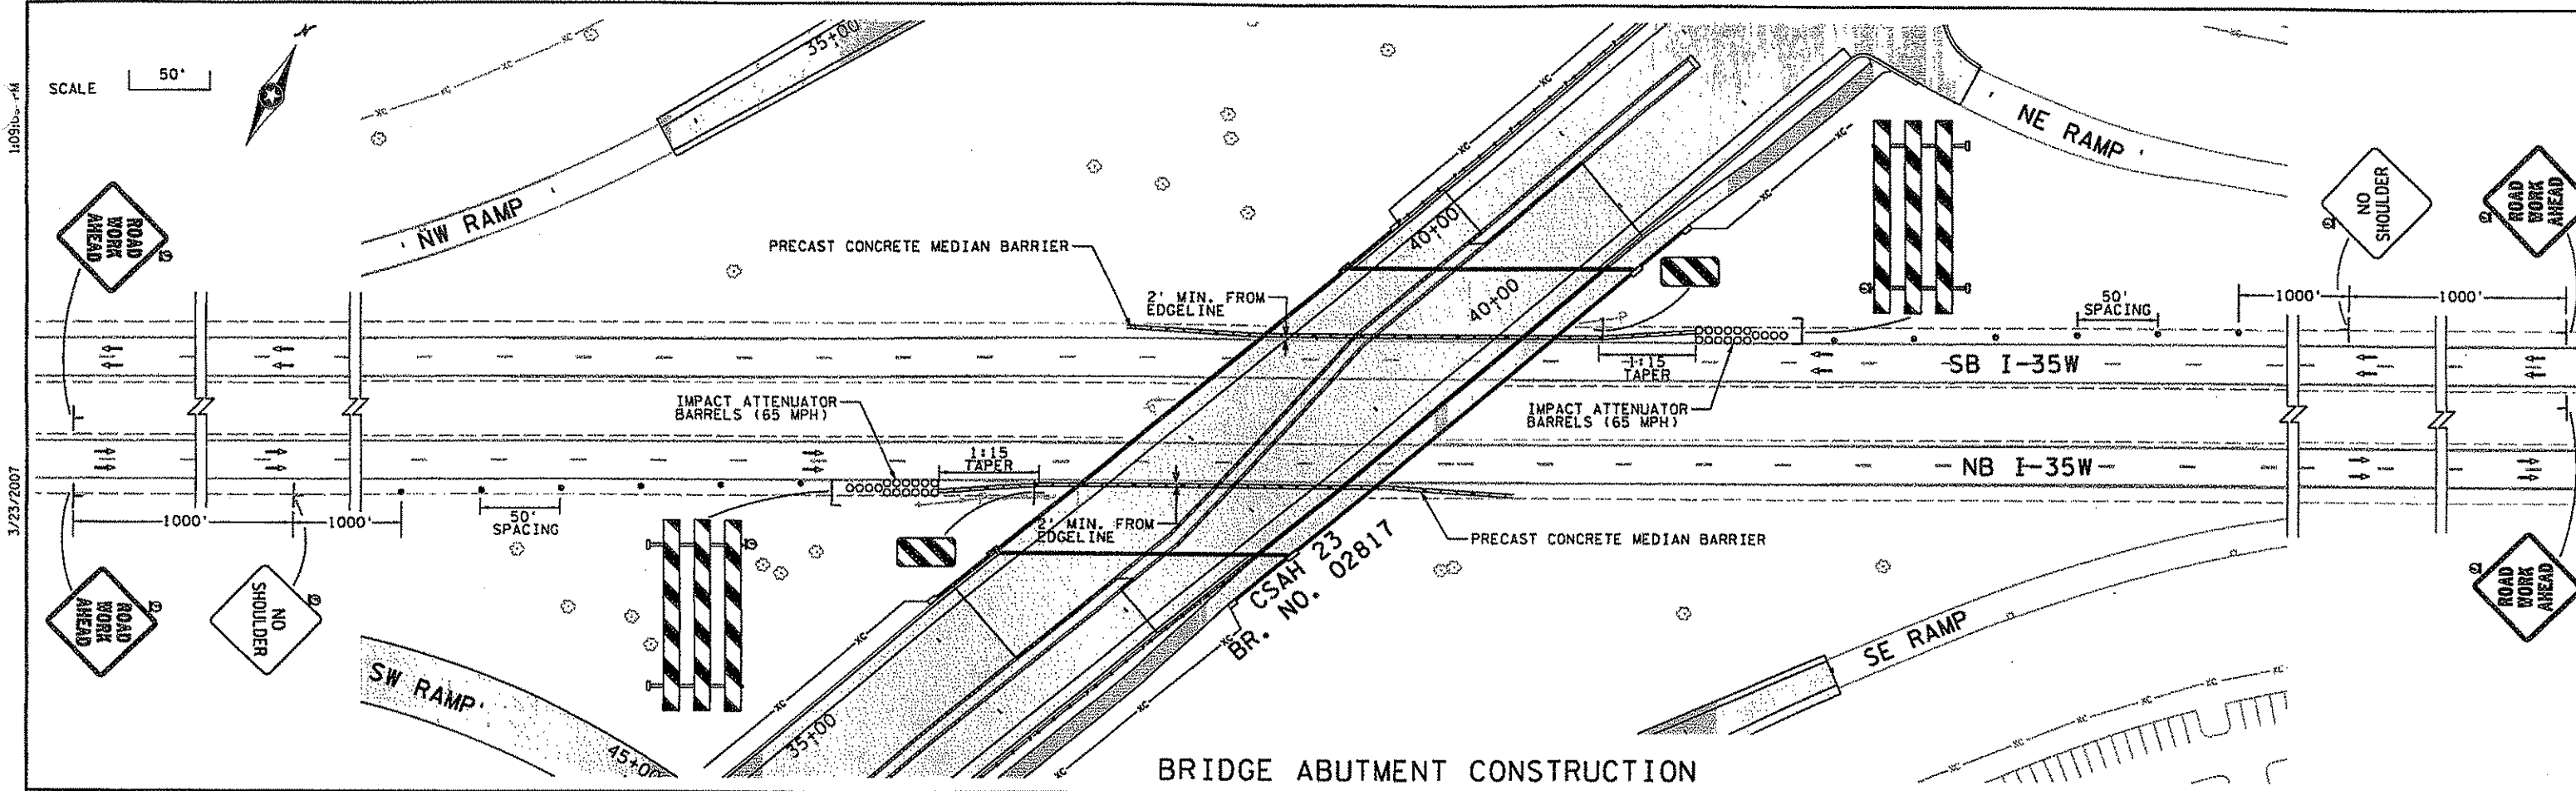 SCALE
50'
N
3/23/2007
35+00
NW RAMP
NE RAMP
ROAD
WORK
AHEAD
NO
SHOULDER
ROAD
WORK
AHEAD
PRECAST CONCRETE MEDIAN BARRIER
2' MIN. FROM
EDGELINE
40+00
40+00
50'
SPACING
1000'
1000'
1:15
TAPER
SB I-35W
IMPACT ATTENUATOR
BARRELS (65 MPH)
IMPACT ATTENUATOR
BARRELS (65 MPH)
1:15
TAPER
NB I-35W
1000'
1000'
50'
SPACING
2' MIN. FROM
EDGELINE
PRECAST CONCRETE MEDIAN BARRIER
CSAH 23
BR. NO. 02817
ROAD
WORK
AHEAD
NO
SHOULDER
ROAD
WORK
AHEAD
SW RAMP
SE RAMP
35+00
45+00
BRIDGE ABUTMENT CONSTRUCTION